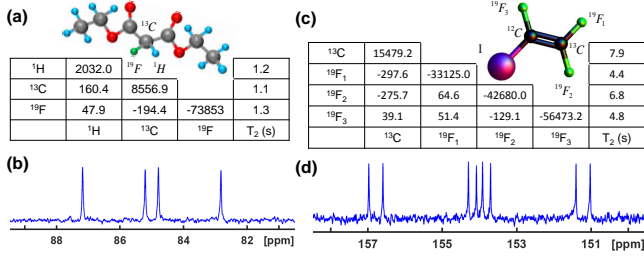 (a)
¹³C
¹⁹F ¹H
¹H 2032.0 1.2
¹³C 160.4 8556.9 1.1
¹⁹F 47.9 -194.4 -73853 1.3
¹H ¹³C ¹⁹F T₂ (s)
(b)
88 86 84 82 [ppm]
(c)
¹⁹F₃
¹⁹F₁
¹²C
¹³C
I
¹⁹F₂
¹³C 15479.2 7.9
¹⁹F₁ -297.6 -33125.0 4.4
¹⁹F₂ -275.7 64.6 -42680.0 6.8
¹⁹F₃ 39.1 51.4 -129.1 -56473.2 4.8
¹³C ¹⁹F₁ ¹⁹F₂ ¹⁹F₃ T₂ (s)
(d)
157 155 153 151 [ppm]